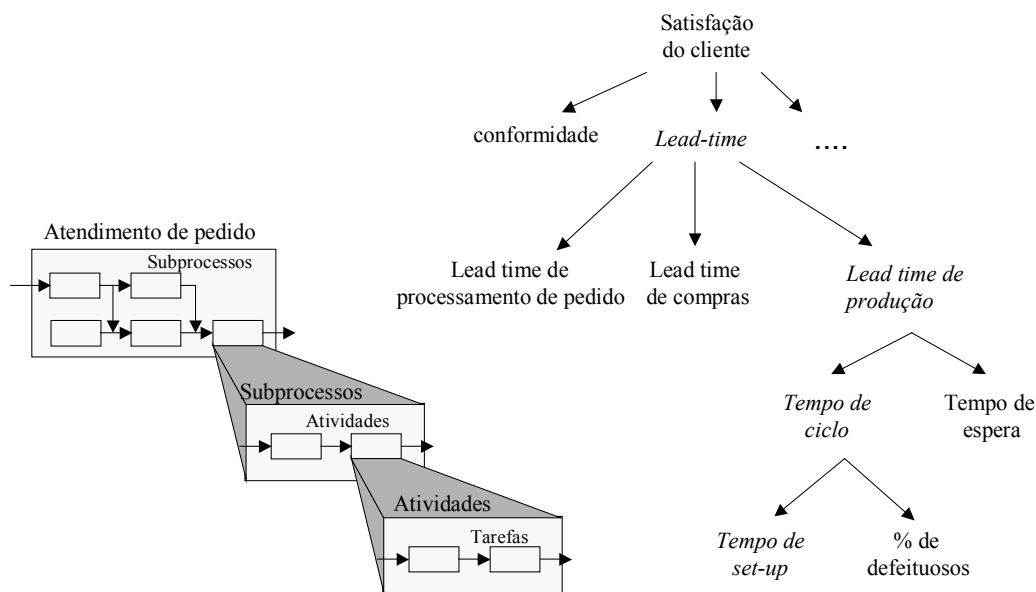 Satisfação
do cliente
conformidade
Lead-time
....
Atendimento de pedido
Subprocessos
Lead time de
processamento de pedido
Lead time
de compras
Lead time de
produção
Subprocessos
Atividades
Tempo de
ciclo
Tempo de
espera
Atividades
Tarefas
Tempo de
set-up
% de
defeituosos